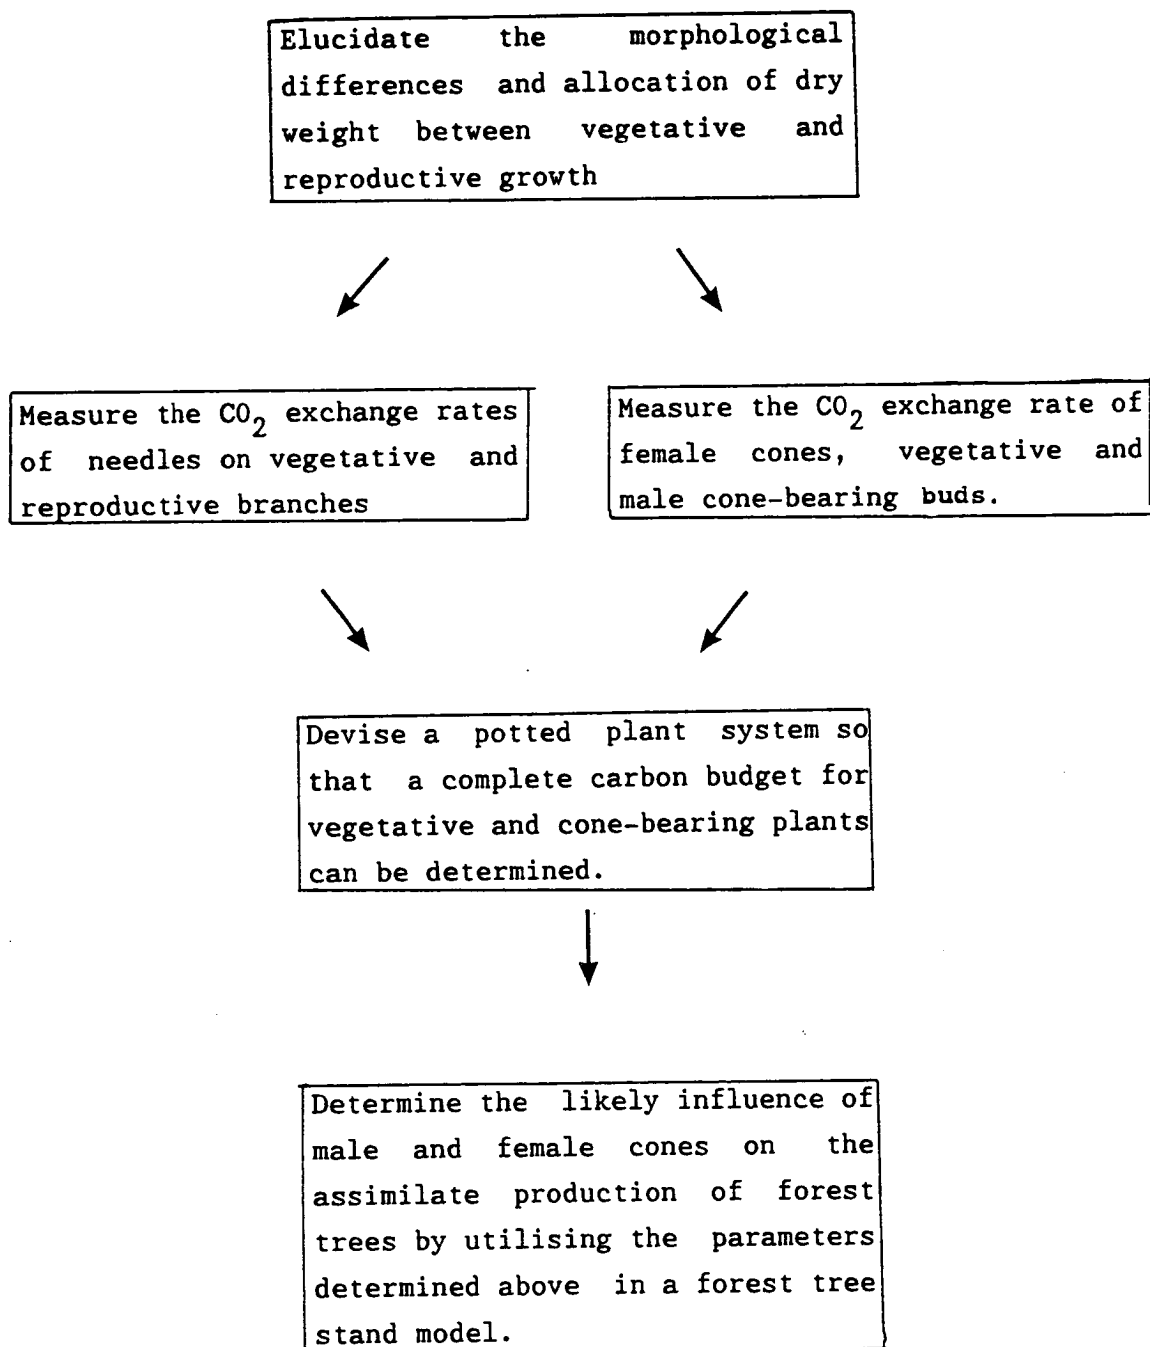 Elucidate the morphological
differences and allocation of dry
weight between vegetative and
reproductive growth
Measure the CO2 exchange rates
of needles on vegetative and
reproductive branches
Measure the CO2 exchange rate of
female cones, vegetative and
male cone-bearing buds.
Devise a potted plant system so
that a complete carbon budget for
vegetative and cone-bearing plants
can be determined.
Determine the likely influence of
male and female cones on the
assimilate production of forest
trees by utilising the parameters
determined above in a forest tree
stand model.